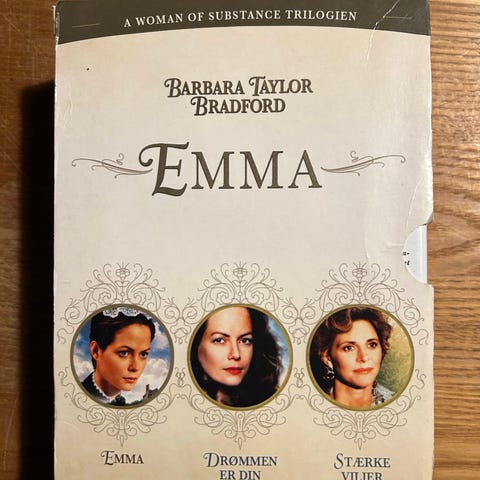 A WOMAN OF SUBSTANCE TRILOGIEN
BARBARA TAYLOR
BRADFORD
EMMA
EMMA
DRØMMEN
ER DIN
STÆRKE
VILJER